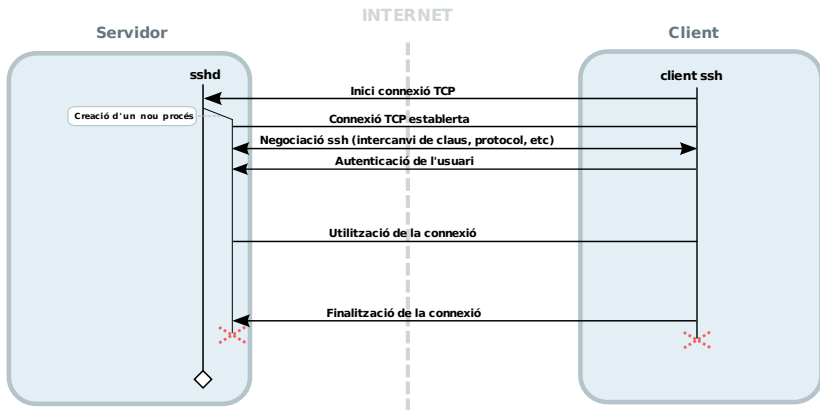 INTERNET
Servidor
Client
sshd
client ssh
Inici connexió TCP
Creació d'un nou procés
Connexió TCP establerta
Negociació ssh (intercanvi de claus, protocol, etc)
Autenticació de l'usuari
Utilització de la connexió
Finalització de la connexió